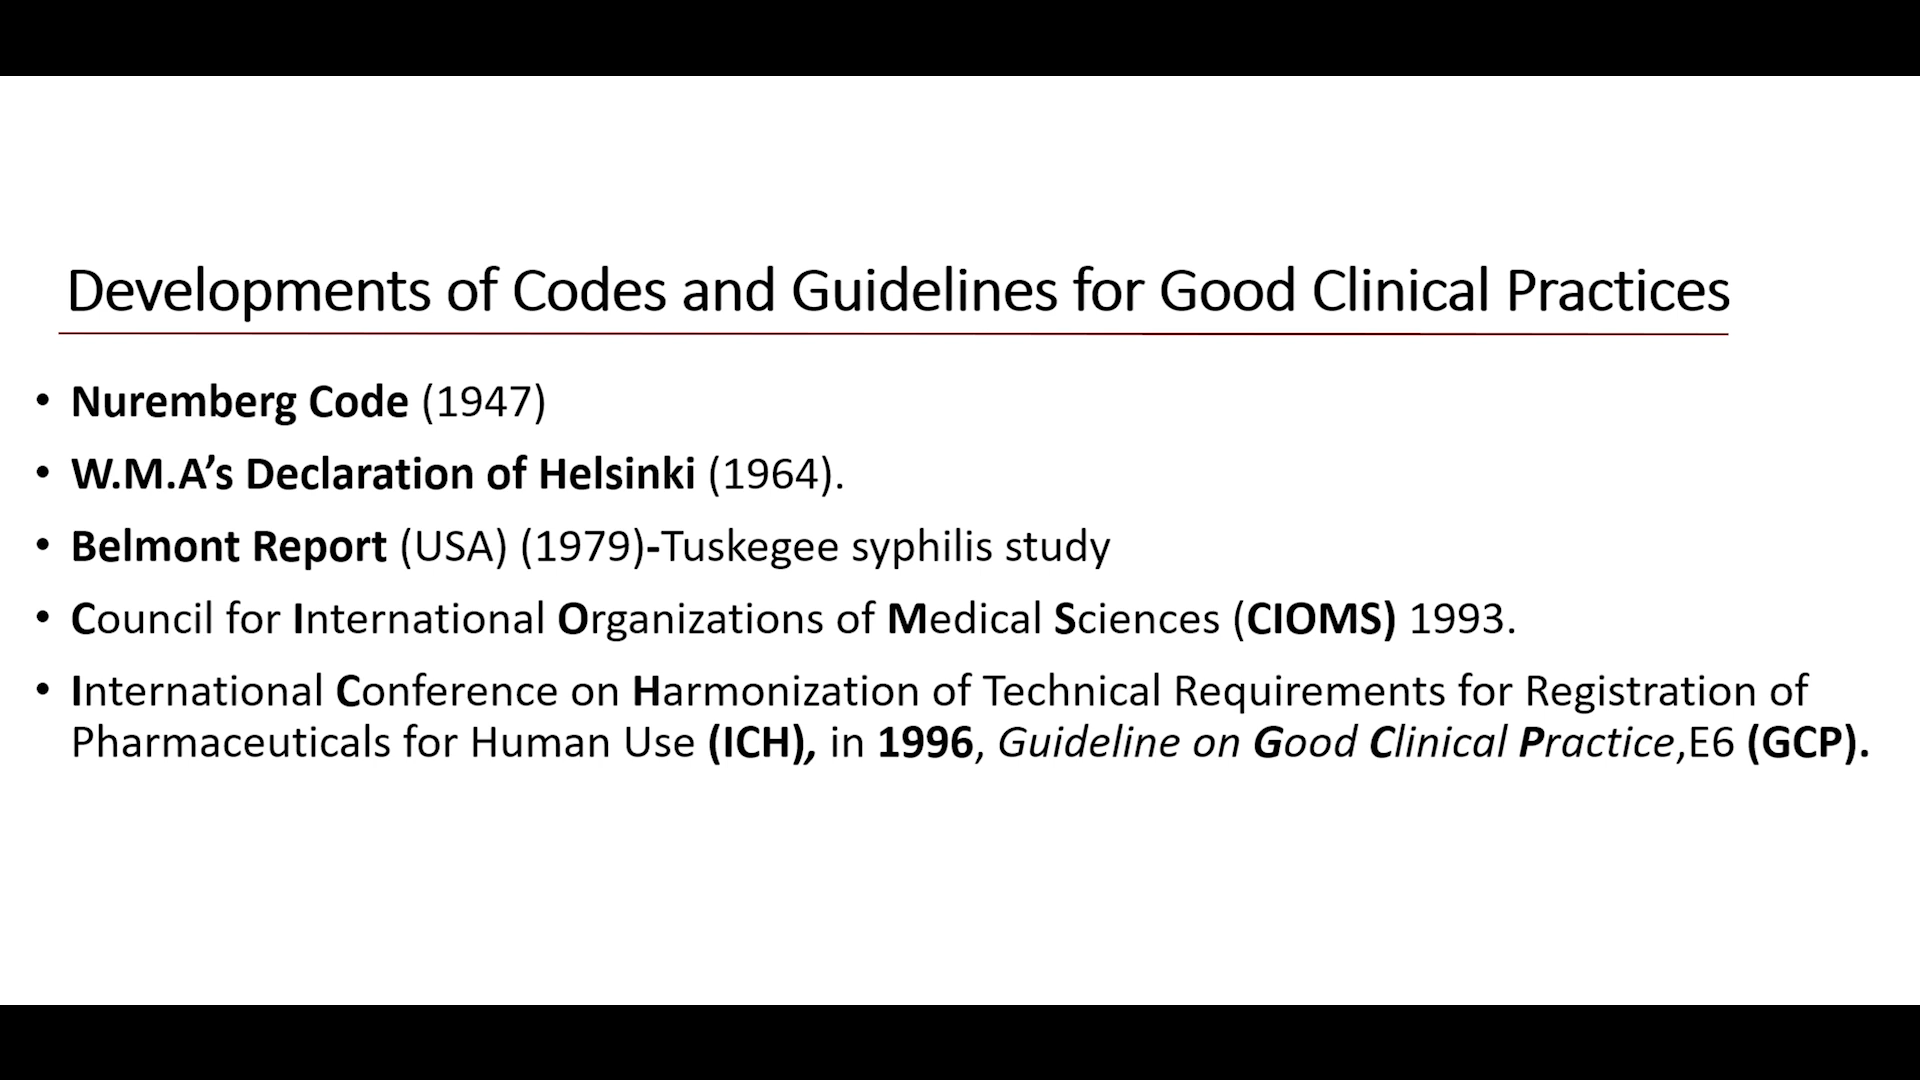 Developments of Codes and Guidelines for Good Clinical Practices
• Nuremberg Code (1947)
• W.M.A’s Declaration of Helsinki (1964).
• Belmont Report (USA) (1979)-Tuskegee syphilis study
• Council for International Organizations of Medical Sciences (CIOMS) 1993.
• International Conference on Harmonization of Technical Requirements for Registration of
Pharmaceuticals for Human Use (ICH), in 1996, Guideline on Good Clinical Practice,E6 (GCP).